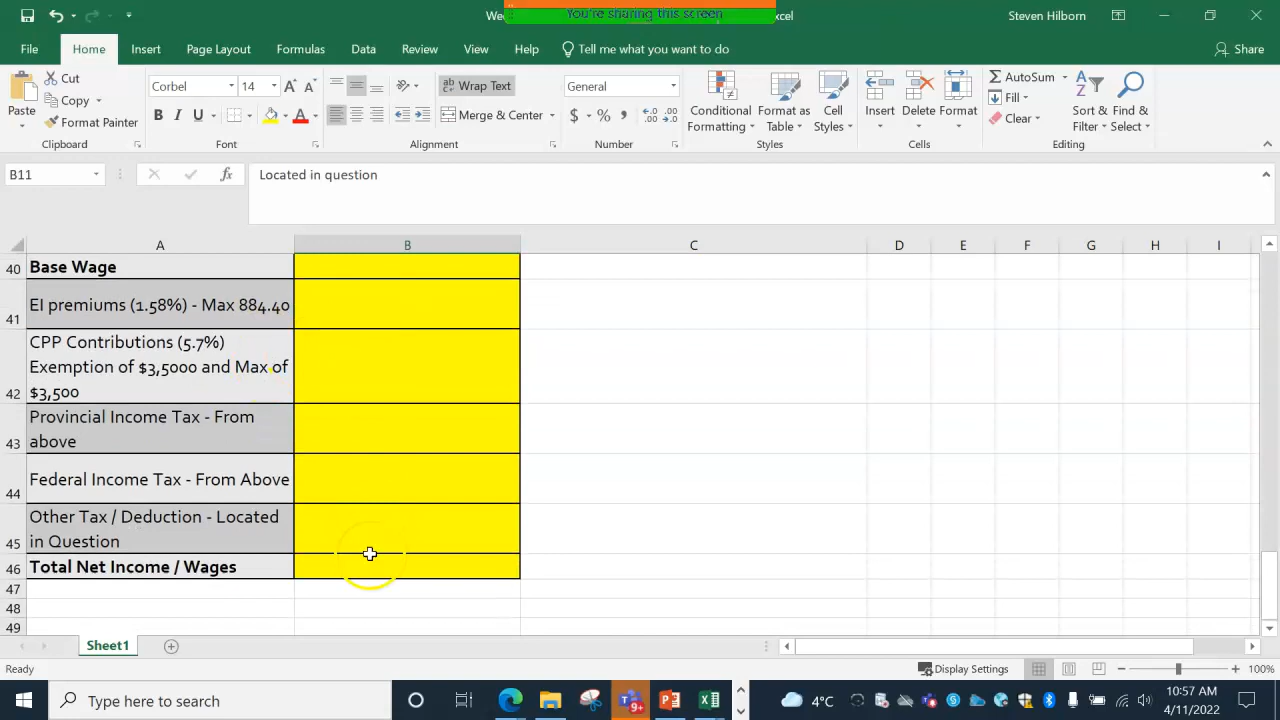 Wee
You're sharing this screen
xcel
Steven Hilborn
File
Home
Insert
Page Layout
Formulas
Data
Review
View
Help
Tell me what you want to do
Share
Paste
Cut
Copy
Format Painter
Corbel
14
B I U
Wrap Text
Merge & Center
General
$ % ,
Conditional
Formatting
Format as
Table
Cell
Styles
Insert
Delete
Format
AutoSum
Fill
Clear
Sort &
Filter
Find &
Select
Clipboard
Font
Alignment
Number
Styles
Cells
Editing
B11
fx
Located in question
A B C D E F G H I
40 Base Wage
41 EI premiums (1.58%) - Max 884.40
CPP Contributions (5.7%)
Exemption of $3,5000 and Max of
42 $3,500
Provincial Income Tax - From
43 above
44 Federal Income Tax - From Above
Other Tax / Deduction - Located
45 in Question
46 Total Net Income / Wages
47
48
49
Sheet1
Ready
Display Settings
100%
Type here to search
9+
4°C
10:57 AM
4/11/2022